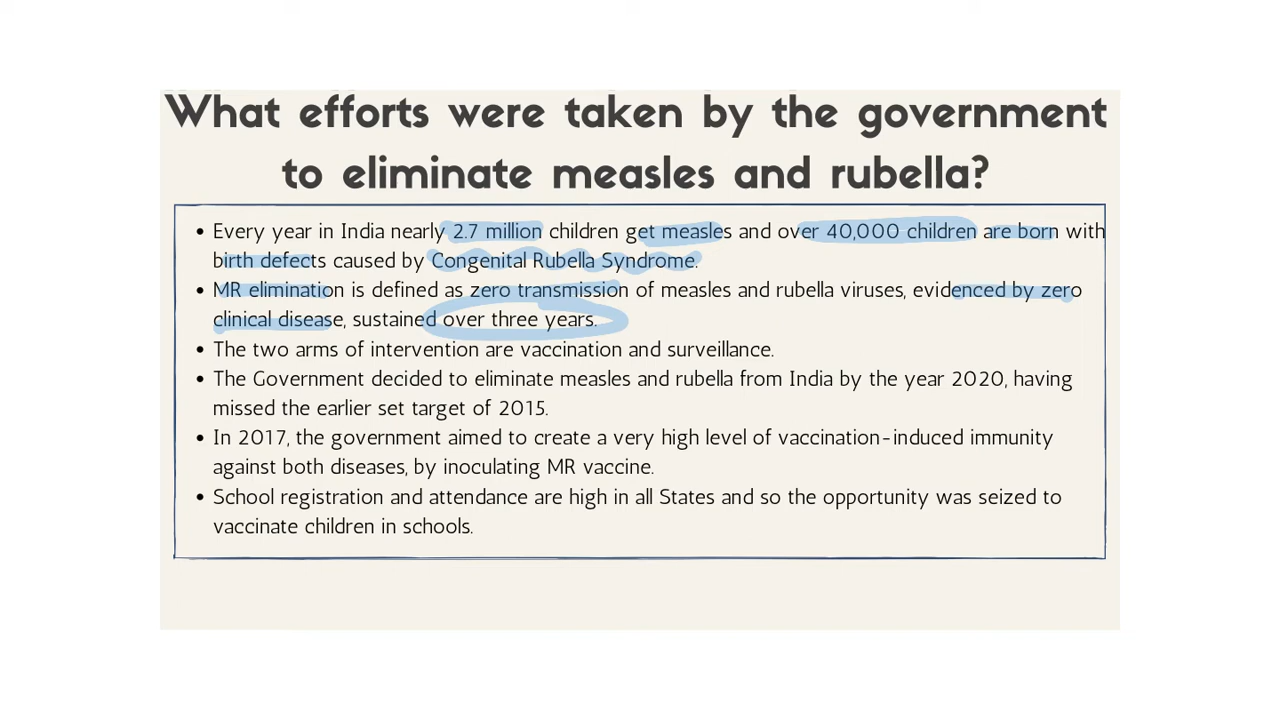 What efforts were taken by the government
to eliminate measles and rubella?
• Every year in India nearly 2.7 million children get measles and over 40,000 children are born with
birth defects caused by Congenital Rubella Syndrome.
• MR elimination is defined as zero transmission of measles and rubella viruses, evidenced by zero
clinical disease, sustained over three years.
• The two arms of intervention are vaccination and surveillance.
• The Government decided to eliminate measles and rubella from India by the year 2020, having
missed the earlier set target of 2015.
• In 2017, the government aimed to create a very high level of vaccination-induced immunity
against both diseases, by inoculating MR vaccine.
• School registration and attendance are high in all States and so the opportunity was seized to
vaccinate children in schools.